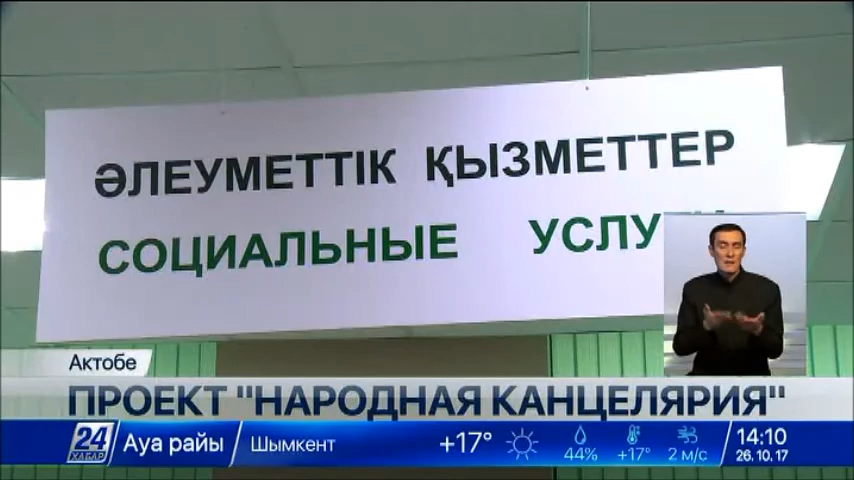 ӘЛЕУМЕТТІК ҚЫЗМЕТТЕР
СОЦИАЛЬНЫЕ
Актобе
ПРОЕКТ "НАРОДНАЯ КАНЦЕЛЯРИЯ"
24 ХАБАР Ауа райы Шымкент +17° 44% +17° 2 м/с 14:10
26.10.17